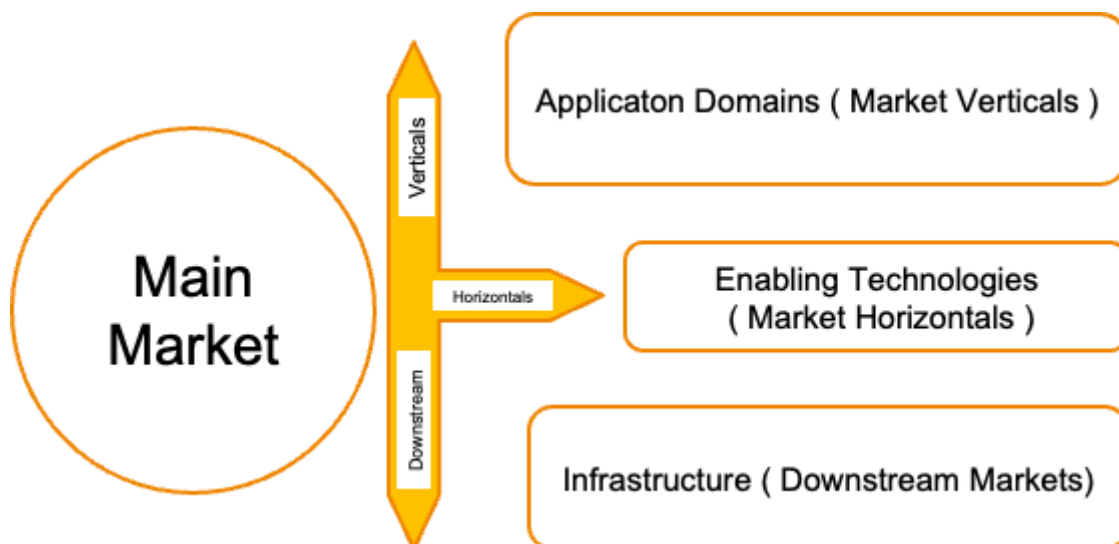 Main
Market
Verticals
Horizontals
Downstream
Applicaton Domains ( Market Verticals )
Enabling Technologies
( Market Horizontals )
Infrastructure ( Downstream Markets)